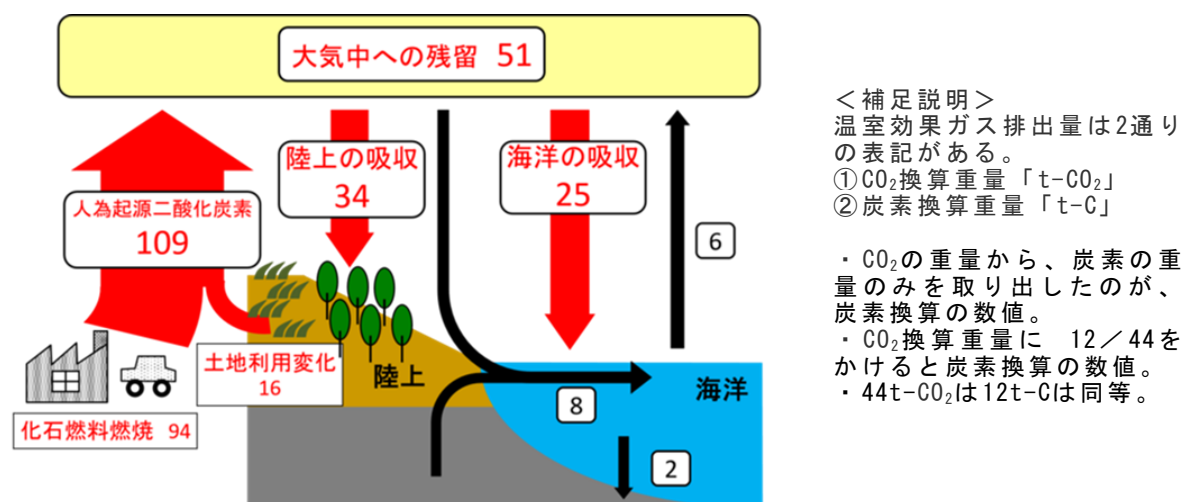 大気中への残留 51
陸上の吸収
34
海洋の吸収
25
人為起源二酸化炭素
109
6
土地利用変化
16
陸上
海洋
8
化石燃料燃焼 94
2
＜補足説明＞
温室効果ガス排出量は2通り
の表記がある。
①CO₂換算重量「t-CO₂」
②炭素換算重量「t-C」
・CO₂の重量から、炭素の重
量のみを取り出したのが、
炭素換算の数値。
・CO₂換算重量に　12／44を
かけると炭素換算の数値。
・44t-CO₂は12t-Cは同等。